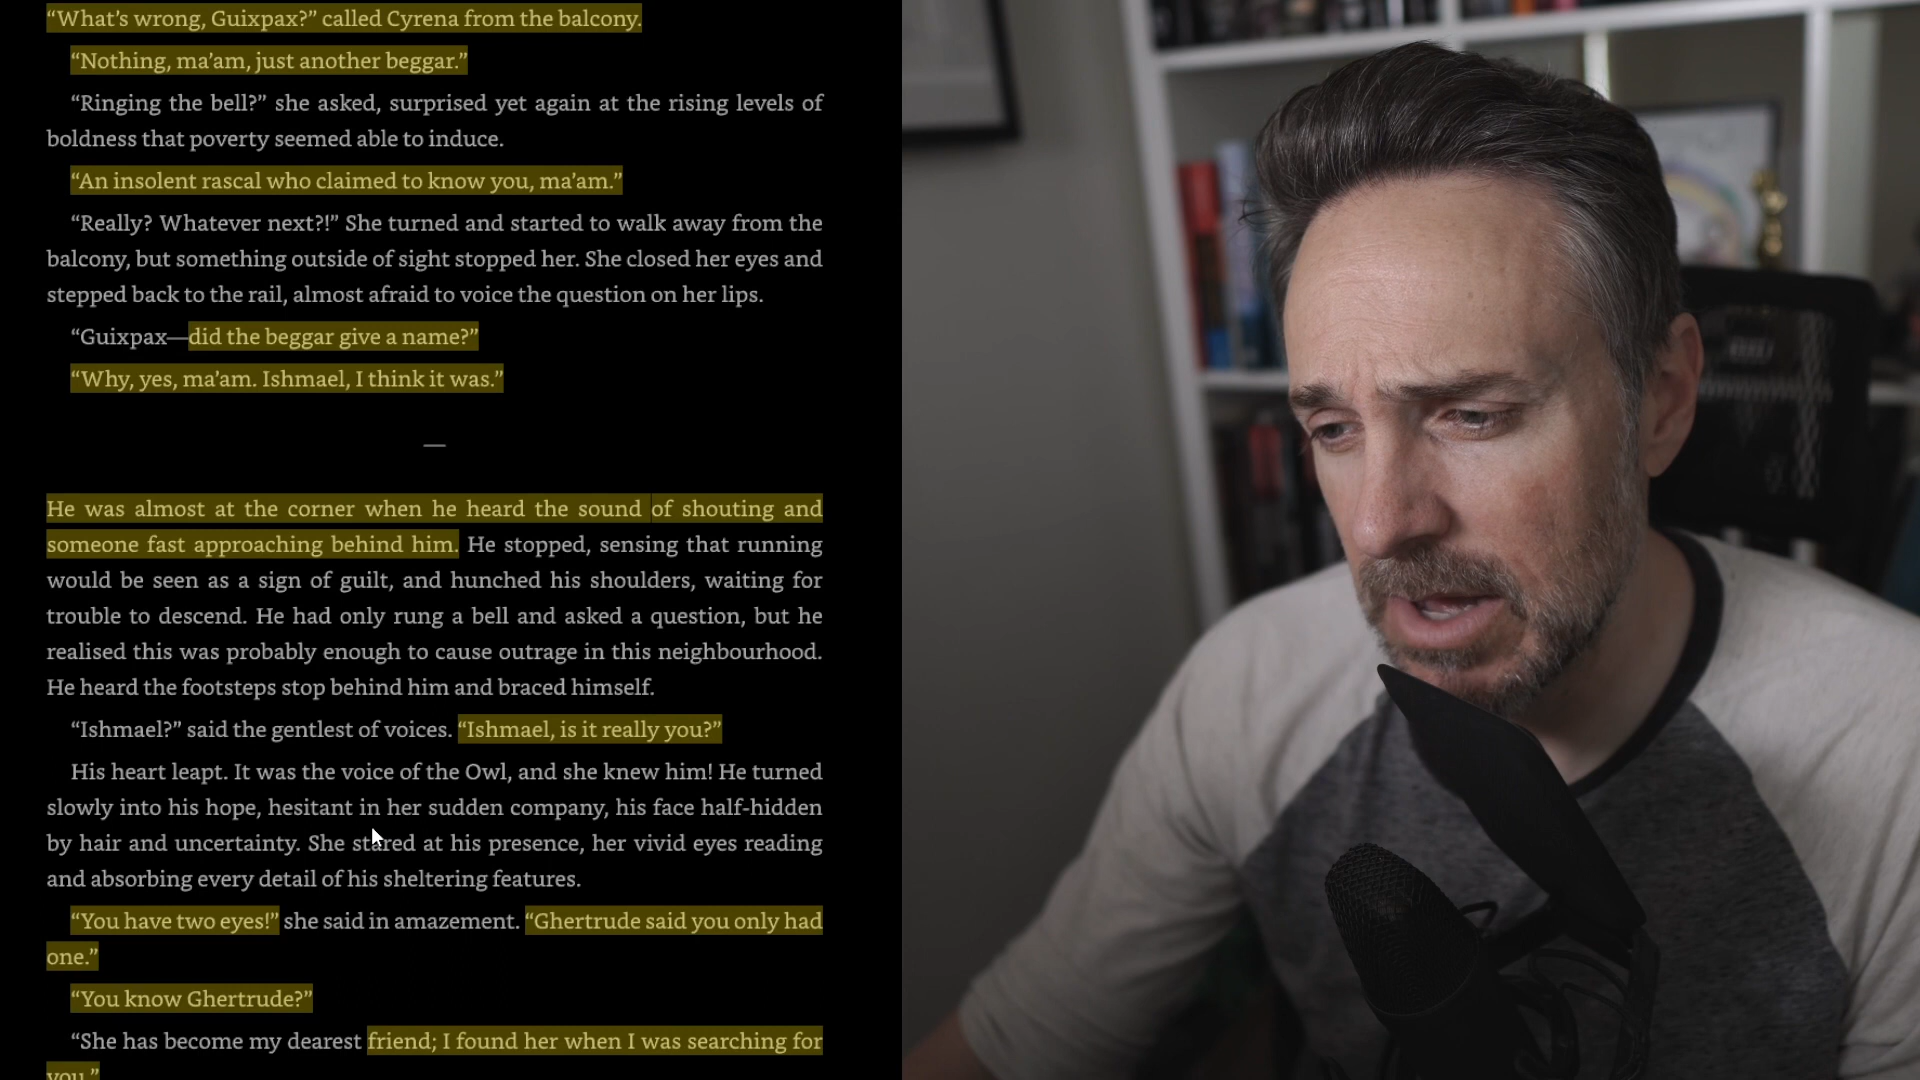 “What’s wrong, Guixpax?” called Cyrena from the balcony.
“Nothing, ma’am, just another beggar.”
“Ringing the bell?” she asked, surprised yet again at the rising levels of
boldness that poverty seemed able to induce.
“An insolent rascal who claimed to know you, ma’am.”
“Really? Whatever next?!” She turned and started to walk away from the
balcony, but something outside of sight stopped her. She closed her eyes and
stepped back to the rail, almost afraid to voice the question on her lips.
“Guixpax—did the beggar give a name?”
“Why, yes, ma’am. Ishmael, I think it was.”
—
He was almost at the corner when he heard the sound of shouting and
someone fast approaching behind him. He stopped, sensing that running
would be seen as a sign of guilt, and hunched his shoulders, waiting for
trouble to descend. He had only rung a bell and asked a question, but he
realised this was probably enough to cause outrage in this neighbourhood.
He heard the footsteps stop behind him and braced himself.
“Ishmael?” said the gentlest of voices. “Ishmael, is it really you?”
His heart leapt. It was the voice of the Owl, and she knew him! He turned
slowly into his hope, hesitant in her sudden company, his face half-hidden
by hair and uncertainty. She stared at his presence, her vivid eyes reading
and absorbing every detail of his sheltering features.
“You have two eyes!” she said in amazement. “Ghertrude said you only had
one.”
“You know Ghertrude?”
“She has become my dearest friend; I found her when I was searching for
you.”